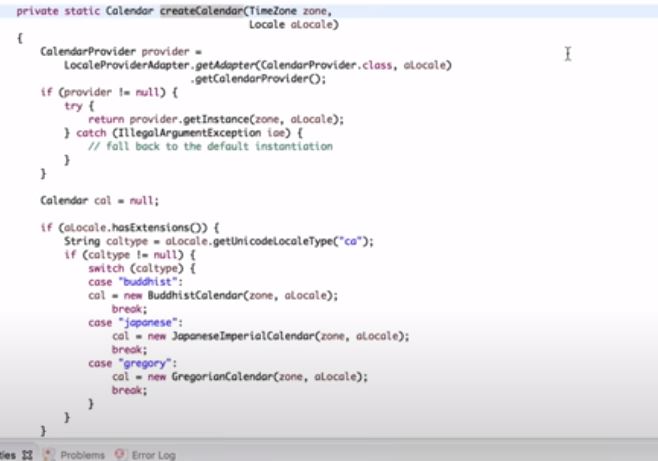 private static Calendar createCalendar(TimeZone zone,
Locale aLocale)
{
CalendarProvider provider =
LocaleProviderAdapter.getAdapter(CalendarProvider.class, aLocale)
.getCalendarProvider();
if (provider != null) {
try {
return provider.getInstance(zone, aLocale);
} catch (IllegalArgumentException iae) {
// fall back to the default instantiation
}
}
Calendar cal = null;
if (aLocale.hasExtensions()) {
String caltype = aLocale.getUnicodeLocaleType("ca");
if (caltype != null) {
switch (caltype) {
case "buddhist":
cal = new BuddhistCalendar(zone, aLocale);
break;
case "japanese":
cal = new JapaneseImperialCalendar(zone, aLocale);
break;
case "gregory":
cal = new GregorianCalendar(zone, aLocale);
break;
}
}
}
ties Problems Error Log